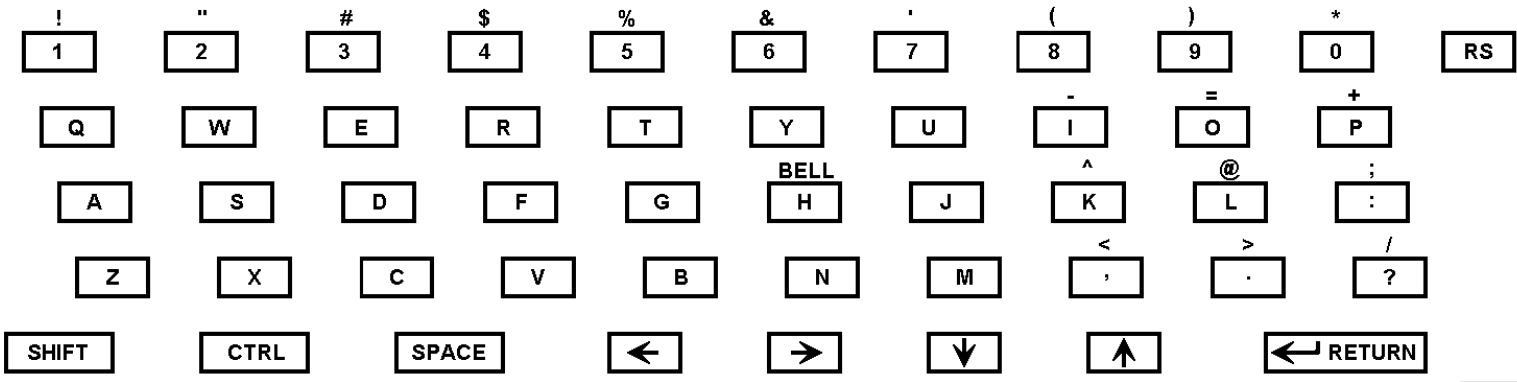 ! " # $ % & ' ( ) *
1 2 3 4 5 6 7 8 9 0 RS
- = +
Q W E R T Y U I O P
BELL ^ @ ;
A S D F G H J K L :
< > /
Z X C V B N M , . ?
SHIFT CTRL SPACE ← → ↓ ↑ ↵ RETURN